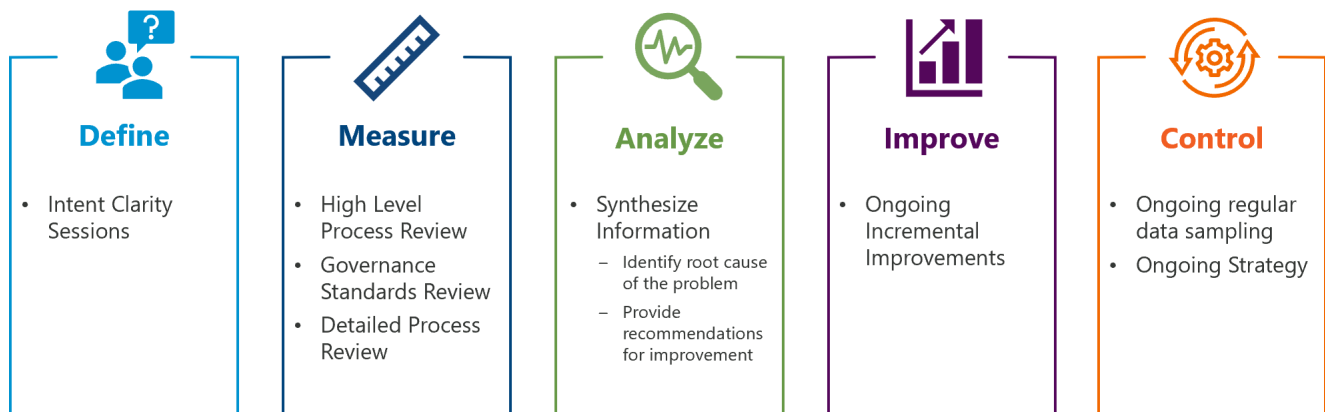 ?
Define
• Intent Clarity
Sessions
Measure
• High Level
Process Review
• Governance
Standards Review
• Detailed Process
Review
Analyze
• Synthesize
Information
– Identify root cause
of the problem
– Provide
recommendations
for improvement
Improve
• Ongoing
Incremental
Improvements
Control
• Ongoing regular
data sampling
• Ongoing Strategy